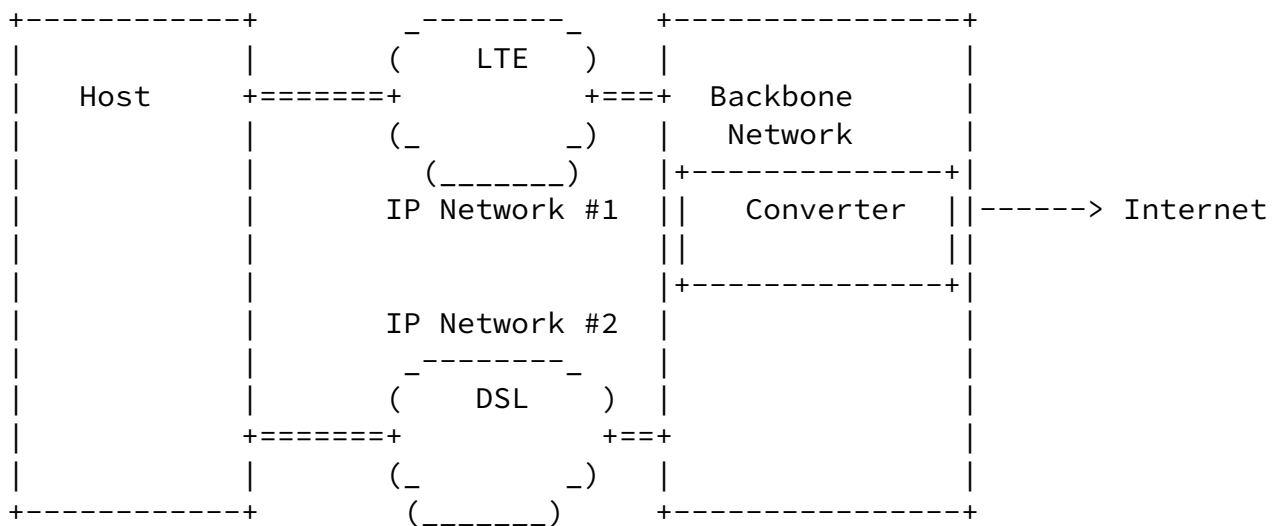 LTE
Host Backbone
Network
IP Network #1 Converter Internet
IP Network #2
DSL